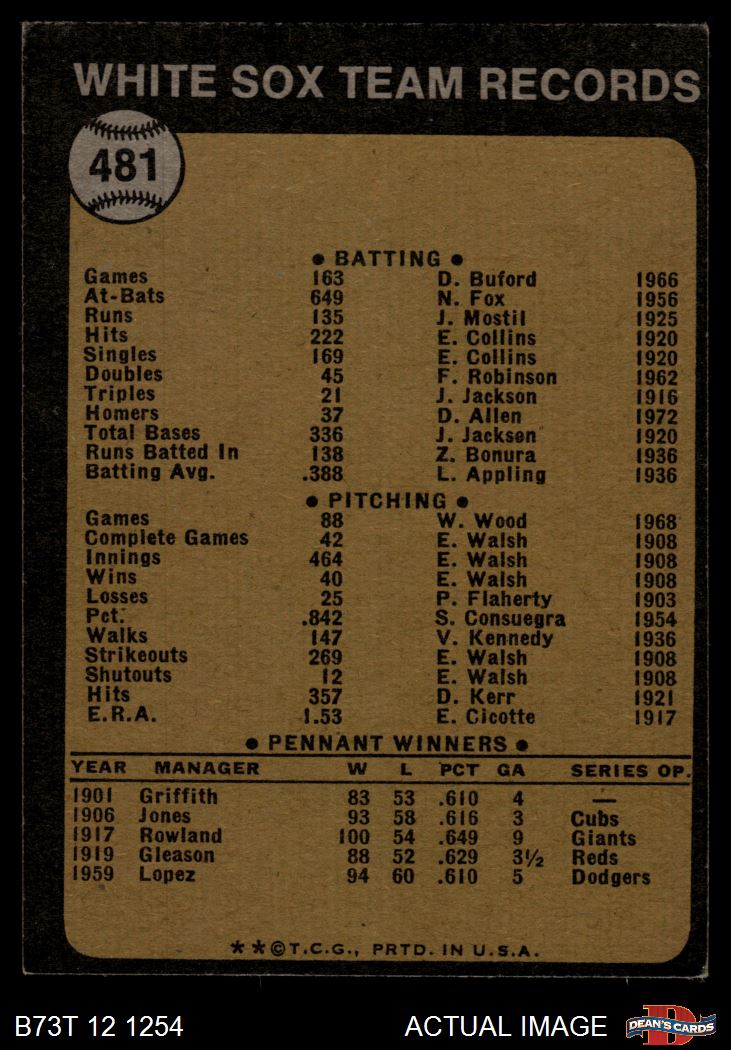 WHITE SOX TEAM RECORDS
481
● BATTING ●
Games 163 D. Buford 1966
At-Bats 649 N. Fox 1956
Runs 135 J. Mostil 1925
Hits 222 E. Collins 1920
Singles 169 E. Collins 1920
Doubles 45 F. Robinson 1962
Triples 21 J. Jackson 1916
Homers 37 D. Allen 1972
Total Bases 336 J. Jackson 1920
Runs Batted In 138 Z. Bonura 1936
Batting Avg. .388 L. Appling 1936
● PITCHING ●
Games 88 W. Wood 1968
Complete Games 42 E. Walsh 1908
Innings 464 E. Walsh 1908
Wins 40 E. Walsh 1908
Losses 25 P. Flaherty 1903
Pct. .842 S. Consuegra 1954
Walks 147 V. Kennedy 1936
Strikeouts 269 E. Walsh 1908
Shutouts 12 E. Walsh 1908
Hits 357 D. Kerr 1921
E.R.A. 1.53 E. Cicotte 1917
● PENNANT WINNERS ●
YEAR MANAGER W L PCT GA SERIES OP.
1901 Griffith 83 53 .610 4 —
1906 Jones 93 58 .616 3 Cubs
1917 Rowland 100 54 .649 9 Giants
1919 Gleason 88 52 .629 3½ Reds
1959 Lopez 94 60 .610 5 Dodgers
**©T.C.G., PRTD. IN U.S.A.
B73T 12 1254 ACTUAL IMAGE D DEAN'S CARDS